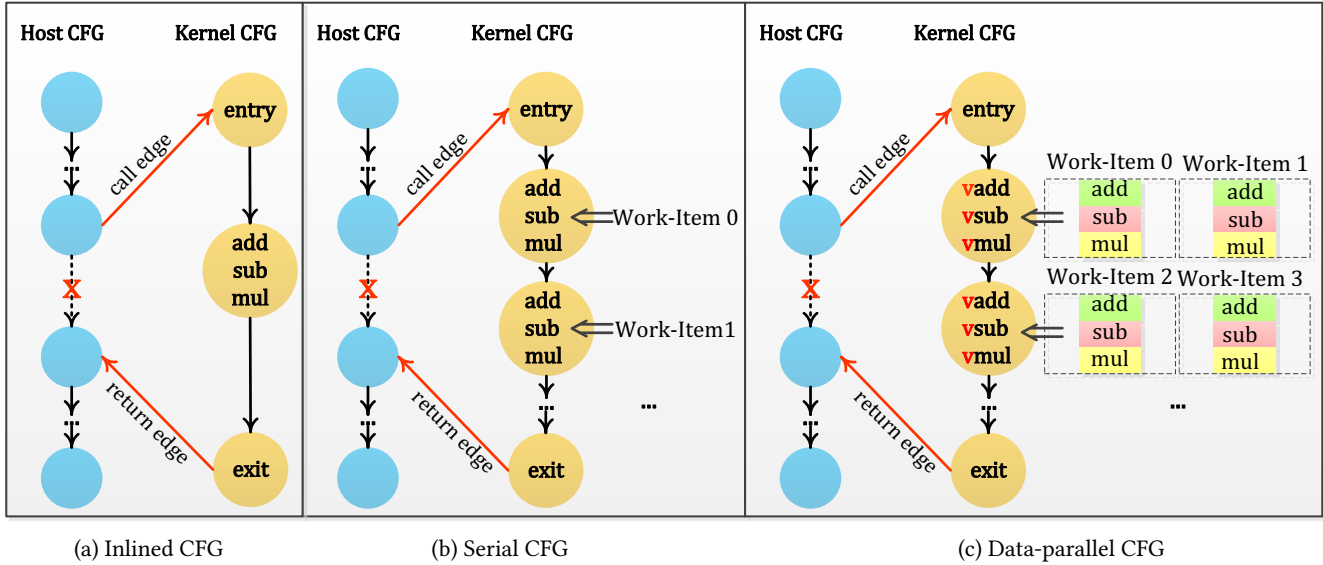 Host CFG
Kernel CFG
entry
call edge
...
add
sub
mul
X
return edge
...
exit
(a) Inlined CFG
Host CFG
Kernel CFG
entry
call edge
...
add
sub
mul
Work-Item 0
X
add
sub
mul
Work-Item1
return edge
...
...
...
exit
(b) Serial CFG
Host CFG
Kernel CFG
entry
call edge
...
vadd
vsub
vmul
Work-Item 0
add
sub
mul
Work-Item 1
add
sub
mul
X
vadd
vsub
vmul
Work-Item 2
add
sub
mul
Work-Item 3
add
sub
mul
return edge
...
...
...
exit
(c) Data-parallel CFG